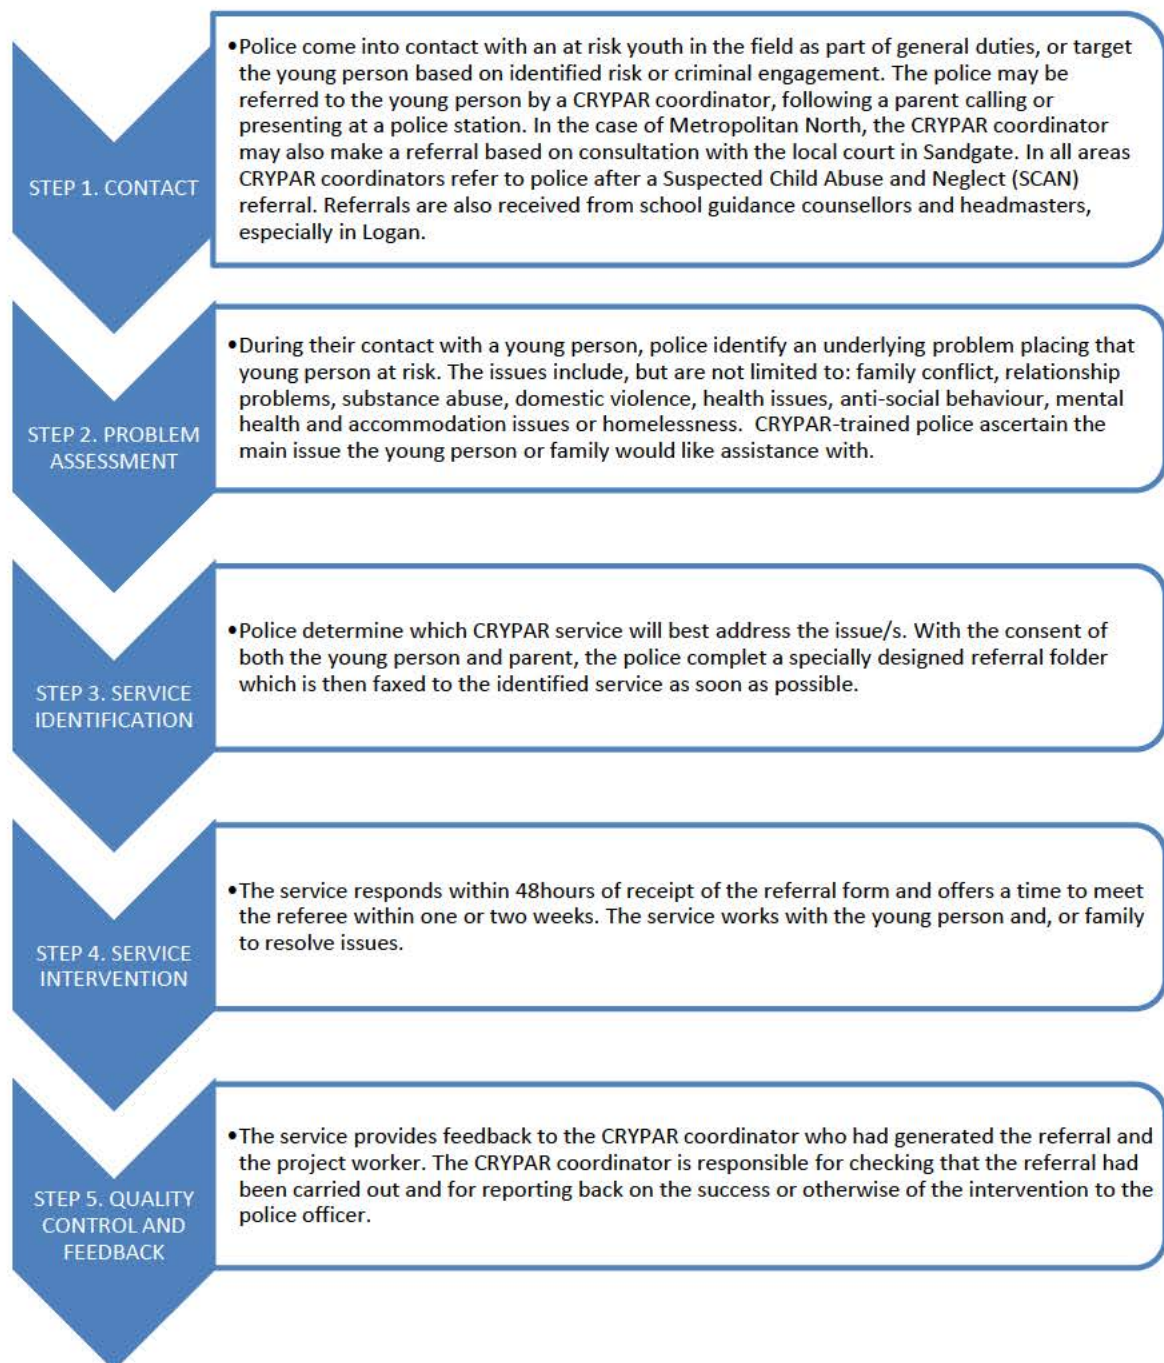 STEP 1. CONTACT
•Police come into contact with an at risk youth in the field as part of general duties, or target
the young person based on identified risk or criminal engagement. The police may be
referred to the young person by a CRYPAR coordinator, following a parent calling or
presenting at a police station. In the case of Metropolitan North, the CRYPAR coordinator
may also make a referral based on consultation with the local court in Sandgate. In all areas
CRYPAR coordinators refer to police after a Suspected Child Abuse and Neglect (SCAN)
referral. Referrals are also received from school guidance counsellors and headmasters,
especially in Logan.
STEP 2. PROBLEM
ASSESSMENT
•During their contact with a young person, police identify an underlying problem placing that
young person at risk. The issues include, but are not limited to: family conflict, relationship
problems, substance abuse, domestic violence, health issues, anti-social behaviour, mental
health and accommodation issues or homelessness.  CRYPAR-trained police ascertain the
main issue the young person or family would like assistance with.
STEP 3. SERVICE
IDENTIFICATION
•Police determine which CRYPAR service will best address the issue/s. With the consent of
both the young person and parent, the police complet a specially designed referral folder
which is then faxed to the identified service as soon as possible.
STEP 4. SERVICE
INTERVENTION
•The service responds within 48hours of receipt of the referral form and offers a time to meet
the referee within one or two weeks. The service works with the young person and, or family
to resolve issues.
STEP 5. QUALITY
CONTROL AND
FEEDBACK
•The service provides feedback to the CRYPAR coordinator who had generated the referral and
the project worker. The CRYPAR coordinator is responsible for checking that the referral had
been carried out and for reporting back on the success or otherwise of the intervention to the
police officer.